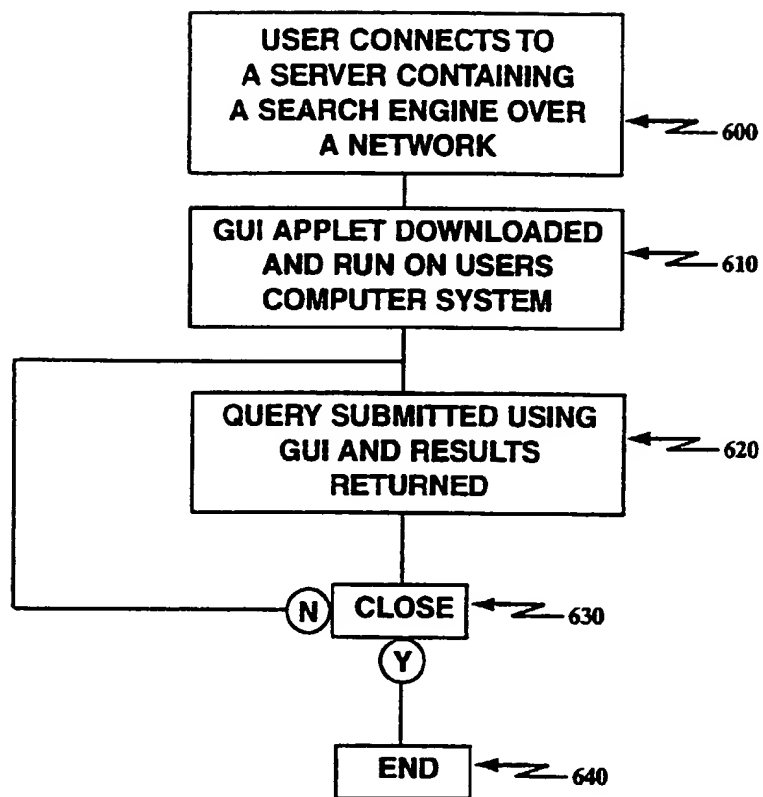 USER CONNECTS TO
A SERVER CONTAINING
A SEARCH ENGINE OVER
A NETWORK
600
GUI APPLET DOWNLOADED
AND RUN ON USERS
COMPUTER SYSTEM
610
QUERY SUBMITTED USING
GUI AND RESULTS
RETURNED
620
N
CLOSE
630
Y
END
640